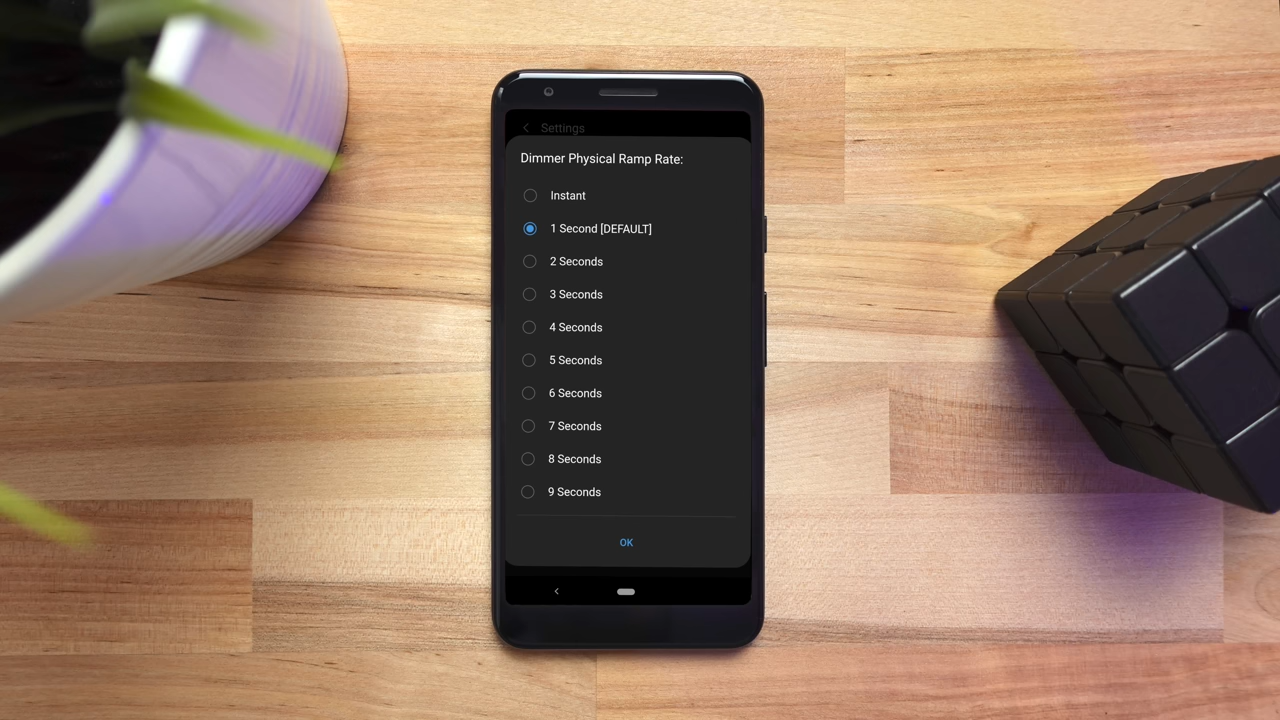 Settings
Dimmer Physical Ramp Rate:
Instant
1 Second [DEFAULT]
2 Seconds
3 Seconds
4 Seconds
5 Seconds
6 Seconds
7 Seconds
8 Seconds
9 Seconds
OK